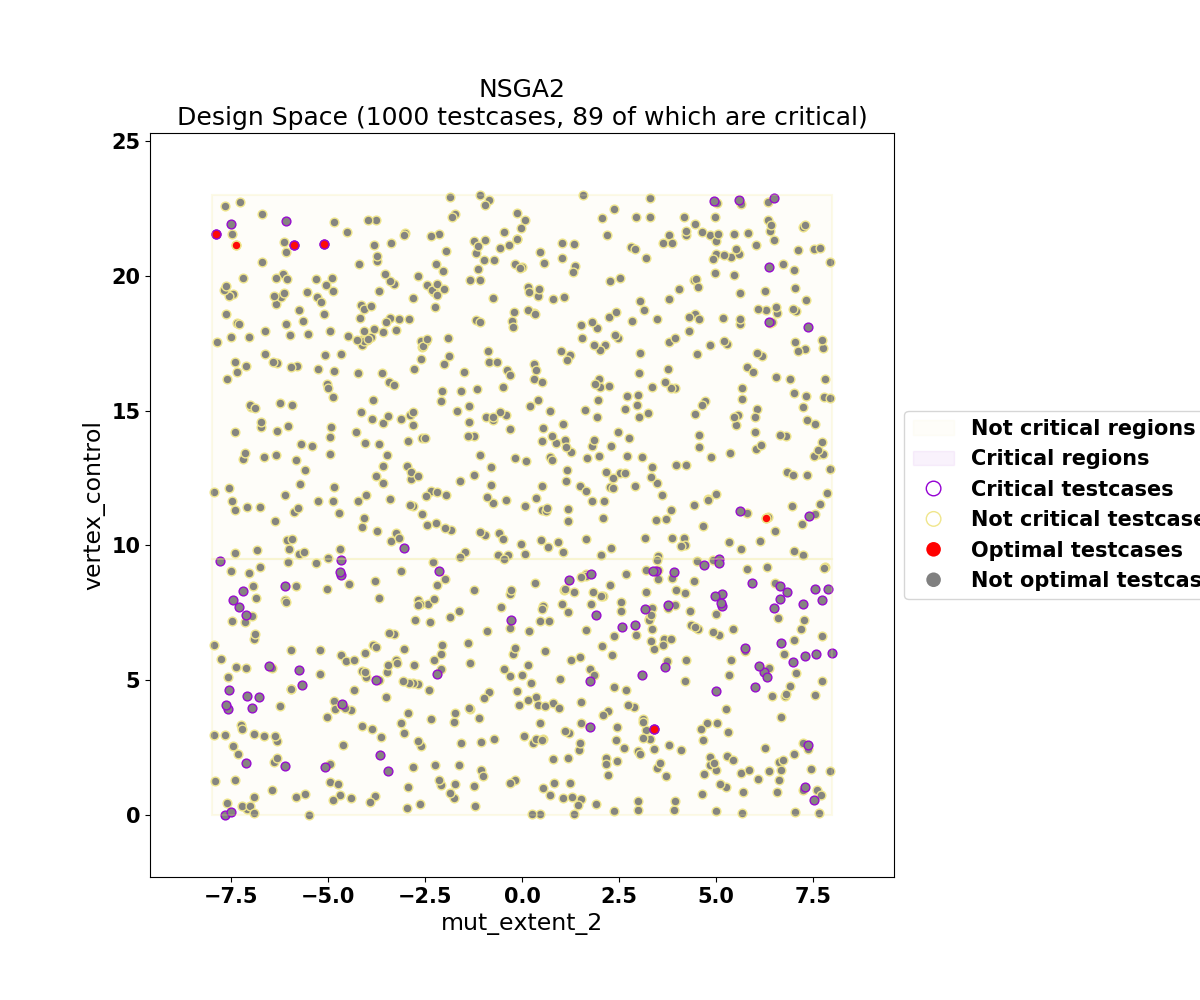 NSGA2
Design Space (1000 testcases, 89 of which are critical)
25
20
15
10
5
0
vertex_control
−7.5 −5.0 −2.5 0.0 2.5 5.0 7.5
mut_extent_2
Not critical regions
Critical regions
Critical testcases
Not critical testcase
Optimal testcases
Not optimal testcas